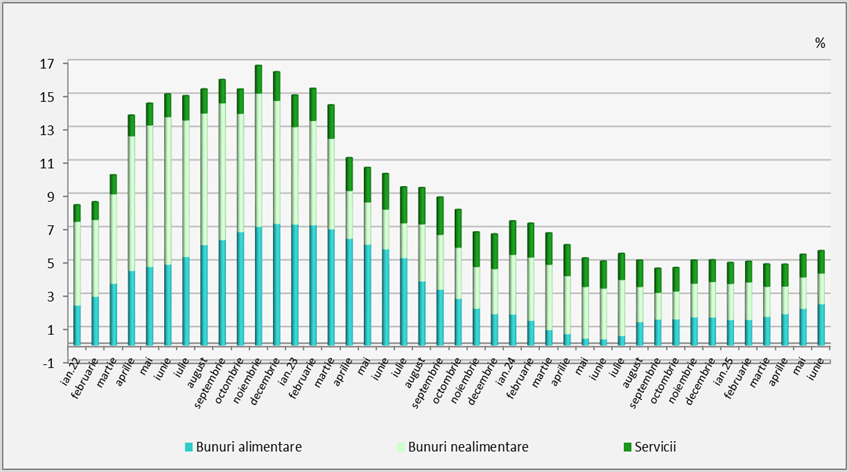 %
17
15
13
11
9
7
5
3
1
-1
ian.22
februarie
martie
aprilie
mai
iunie
iulie
august
septembrie
octombrie
noiembrie
decembrie
ian.23
februarie
martie
aprilie
mai
iunie
iulie
august
septembrie
octombrie
noiembrie
decembrie
ian.24
februarie
martie
aprilie
mai
iunie
iulie
august
septembrie
octombrie
noiembrie
decembrie
ian.25
februarie
martie
aprilie
mai
iunie
Bunuri alimentare Bunuri nealimentare Servicii